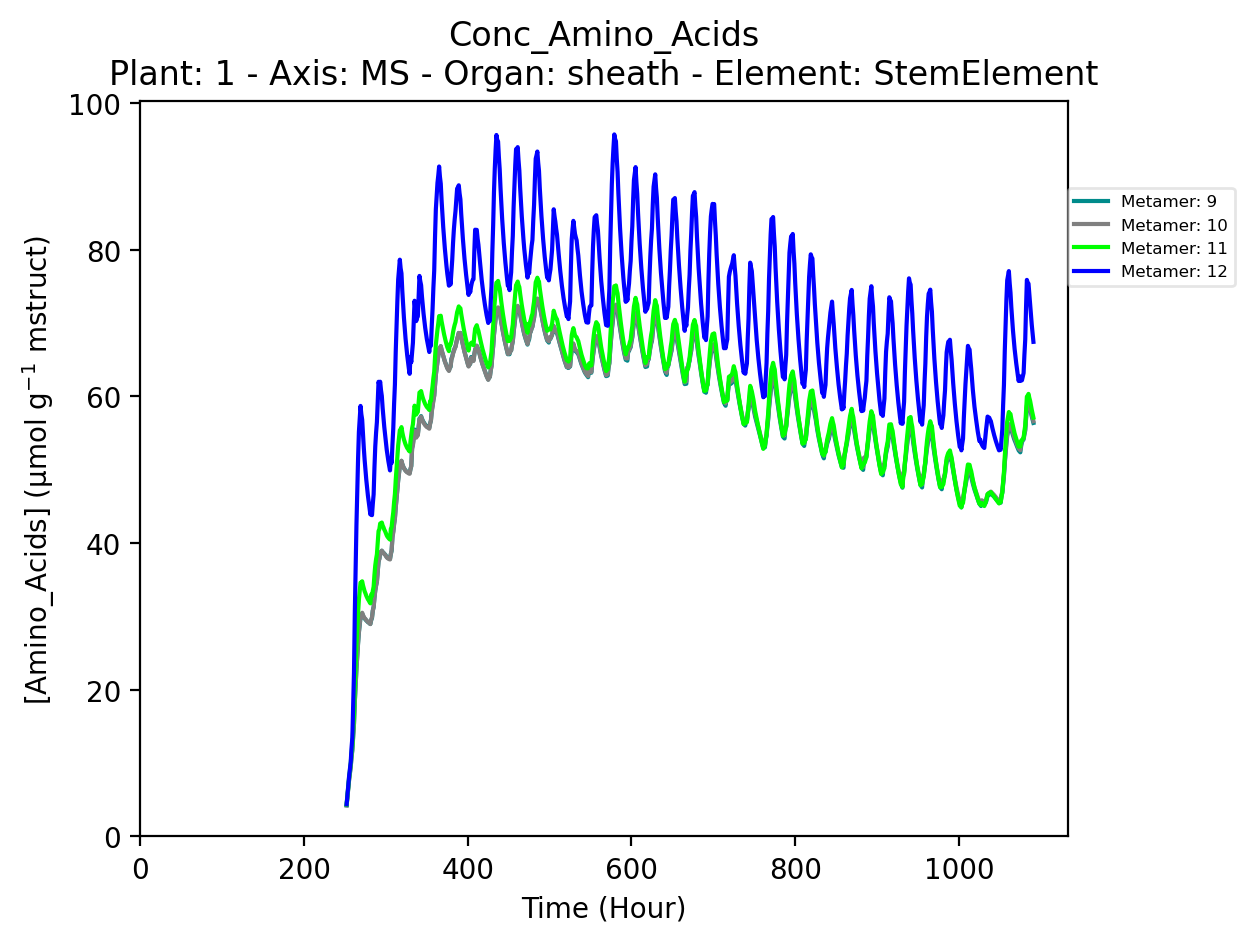 Conc_Amino_Acids
Plant: 1 - Axis: MS - Organ: sheath - Element: StemElement
100
80
60
40
20
0
[Amino_Acids] (µmol g⁻¹ mstruct)
0 200 400 600 800 1000
Time (Hour)
Metamer: 9
Metamer: 10
Metamer: 11
Metamer: 12